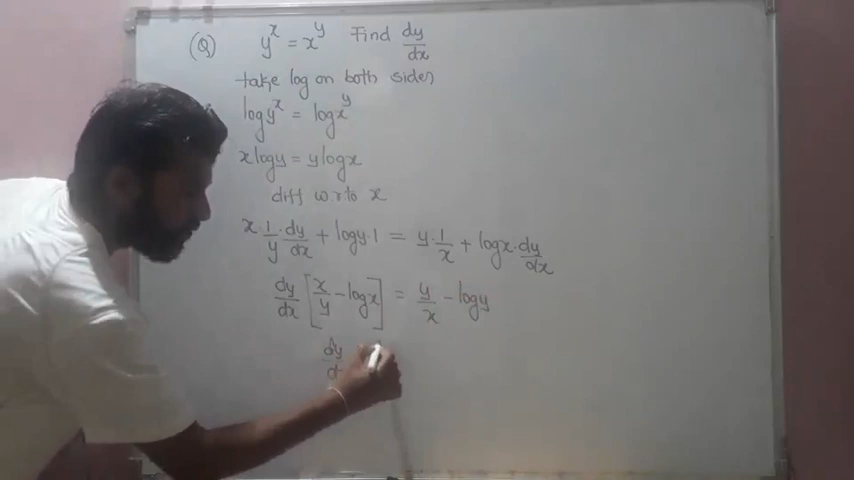 (Q) y^x = x^y Find dy/dx
take log on both sides
log y^x = log x^y
x log y = y log x
diff w.r.to x
x · 1/y · dy/dx + log y · 1 = y · 1/x + log x · dy/dx
dy/dx [x/y − log x] = y/x − log y
dy